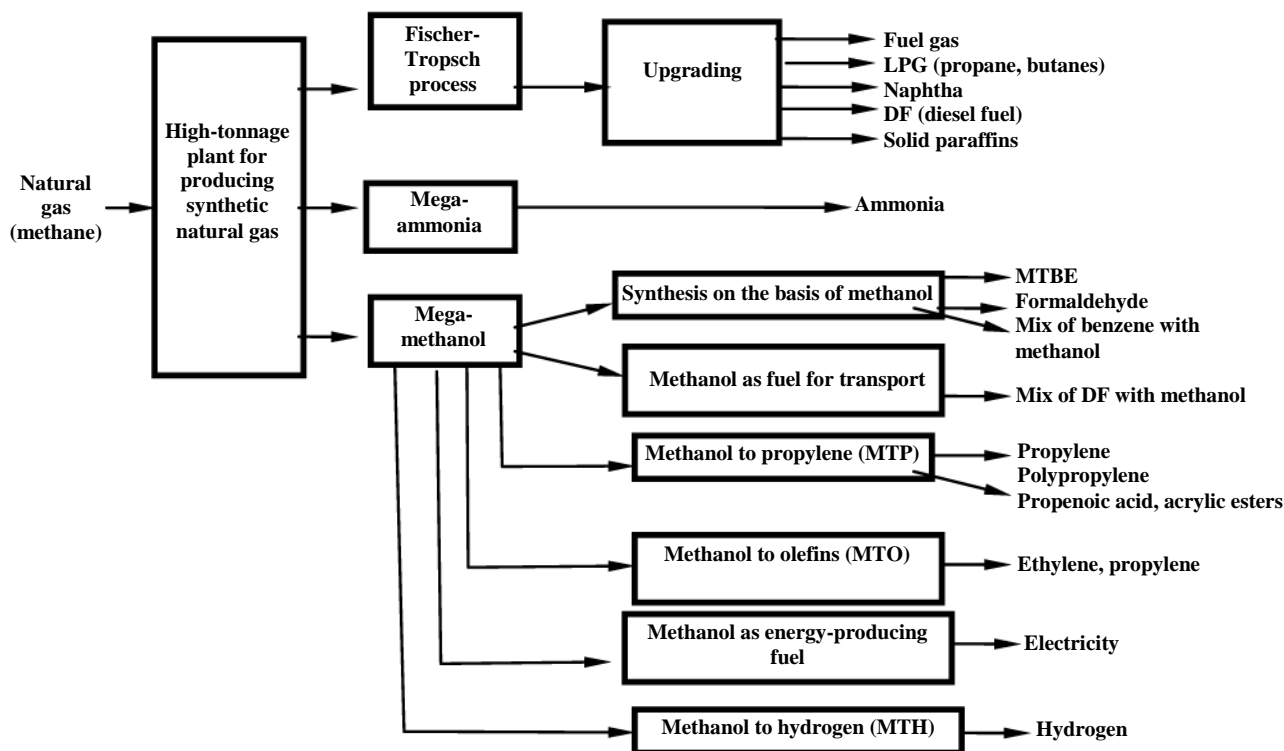 Natural
gas
(methane)
High-tonnage
plant for
producing
synthetic
natural gas
Fischer-
Tropsch
process
Upgrading
Fuel gas
LPG (propane, butanes)
Naphtha
DF (diesel fuel)
Solid paraffins
Mega-
ammonia
Ammonia
Mega-
methanol
Synthesis on the basis of methanol
MTBE
Formaldehyde
Mix of benzene with
methanol
Methanol as fuel for transport
Mix of DF with methanol
Methanol to propylene (MTP)
Propylene
Polypropylene
Propenoic acid, acrylic esters
Methanol to olefins (MTO)
Ethylene, propylene
Methanol as energy-producing
fuel
Electricity
Methanol to hydrogen (MTH)
Hydrogen